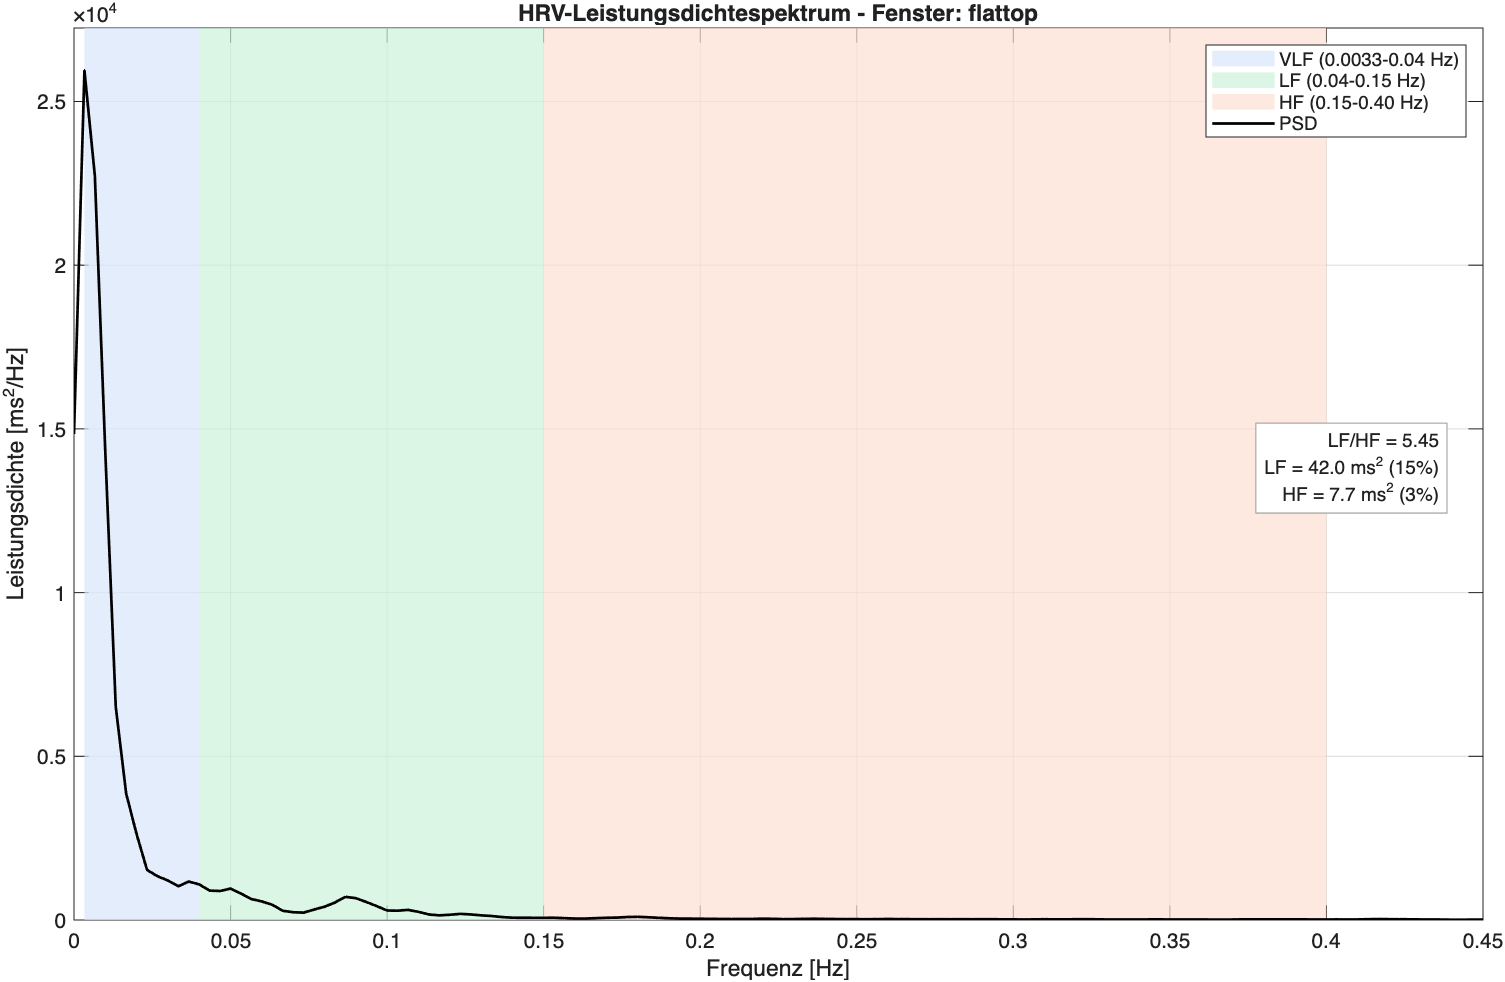 HRV-Leistungsdichtespektrum - Fenster: flattop
×10⁴
VLF (0.0033-0.04 Hz)
LF (0.04-0.15 Hz)
HF (0.15-0.40 Hz)
PSD
2.5
2
1.5
1
0.5
0
Leistungsdichte [ms²/Hz]
LF/HF = 5.45
LF = 42.0 ms² (15%)
HF = 7.7 ms² (3%)
0 0.05 0.1 0.15 0.2 0.25 0.3 0.35 0.4 0.45
Frequenz [Hz]